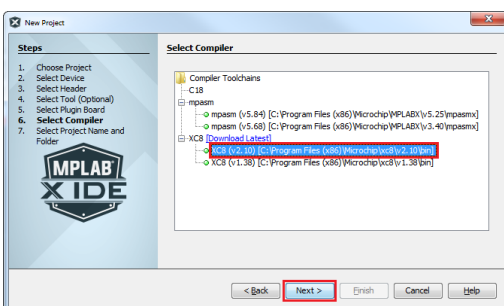 New Project
Steps
1. Choose Project
2. Select Device
3. Select Header
4. Select Tool (Optional)
5. Select Plugin Board
6. Select Compiler
7. Select Project Name and
Folder
MPLAB
X IDE
Select Compiler
Compiler Toolchains
C18
mpasm
mpasm (v5.84) [C:\Program Files (x86)\Microchip\MPLABX\v5.25\mpasmx]
mpasm (v5.68) [C:\Program Files (x86)\Microchip\MPLABX\v3.40\mpasmx]
XC8 [Download Latest]
XC8 (v2.10) [C:\Program Files (x86)\Microchip\xc8\v2.10\bin]
XC8 (v1.38) [C:\Program Files (x86)\Microchip\xc8\v1.38\bin]
< Back Next > Finish Cancel Help